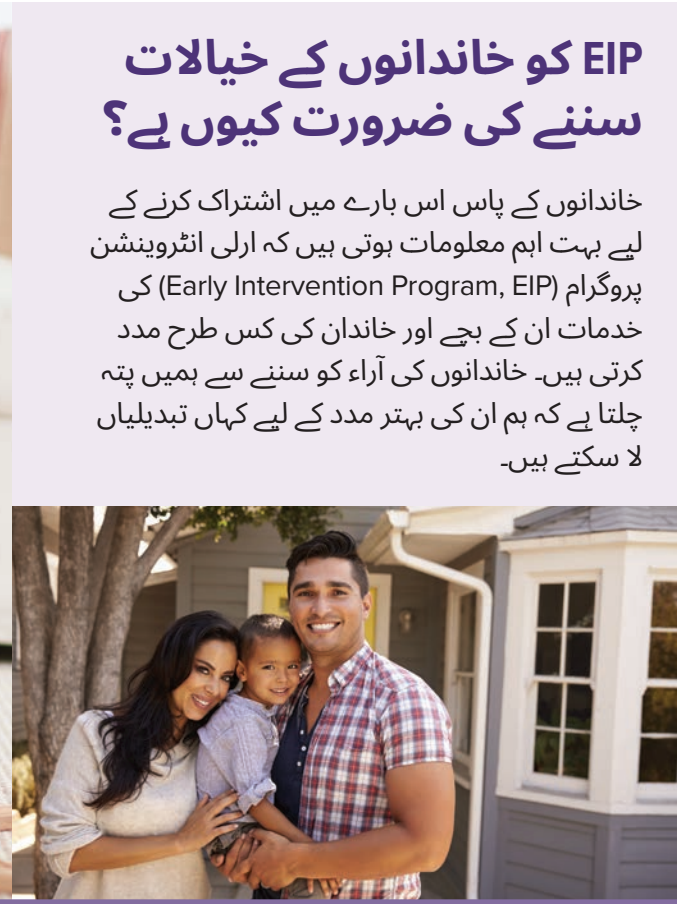 EIP کو خاندانوں کے خیالات
سننے کی ضرورت کیوں ہے؟
خاندانوں کے پاس اس بارے میں اشتراک کرنے کے
لیے بہت اہم معلومات ہوتی ہیں کہ ارلی انٹروینشن
پروگرام (Early Intervention Program, EIP) کی
خدمات ان کے بچے اور خاندان کی کس طرح مدد
کرتی ہیں۔ خاندانوں کی آراء کو سننے سے ہمیں پتہ
چلتا ہے کہ ہم ان کی بہتر مدد کے لیے کہاں تبدیلیاں
لا سکتے ہیں۔